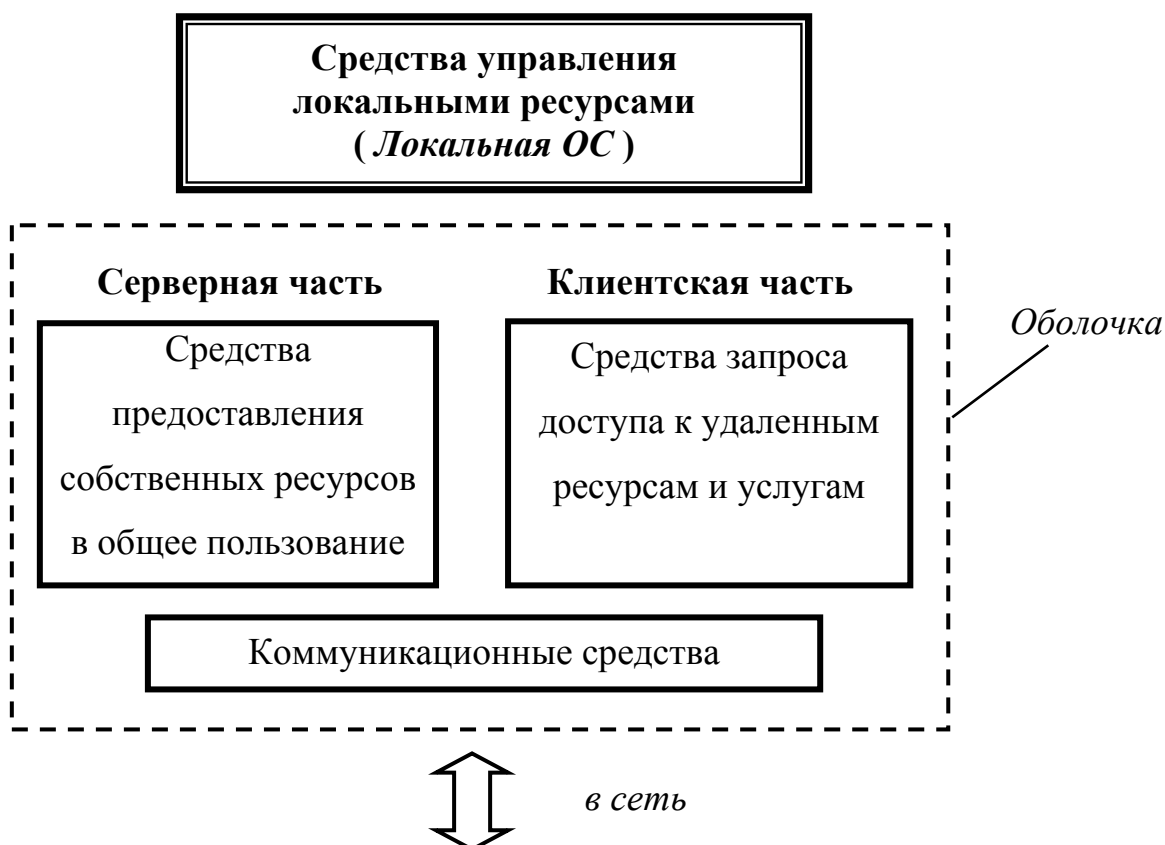 Средства управления
локальными ресурсами
( Локальная ОС )
Серверная часть
Клиентская часть
Оболочка
Средства
предоставления
собственных ресурсов
в общее пользование
Средства запроса
доступа к удаленным
ресурсам и услугам
Коммуникационные средства
в сеть